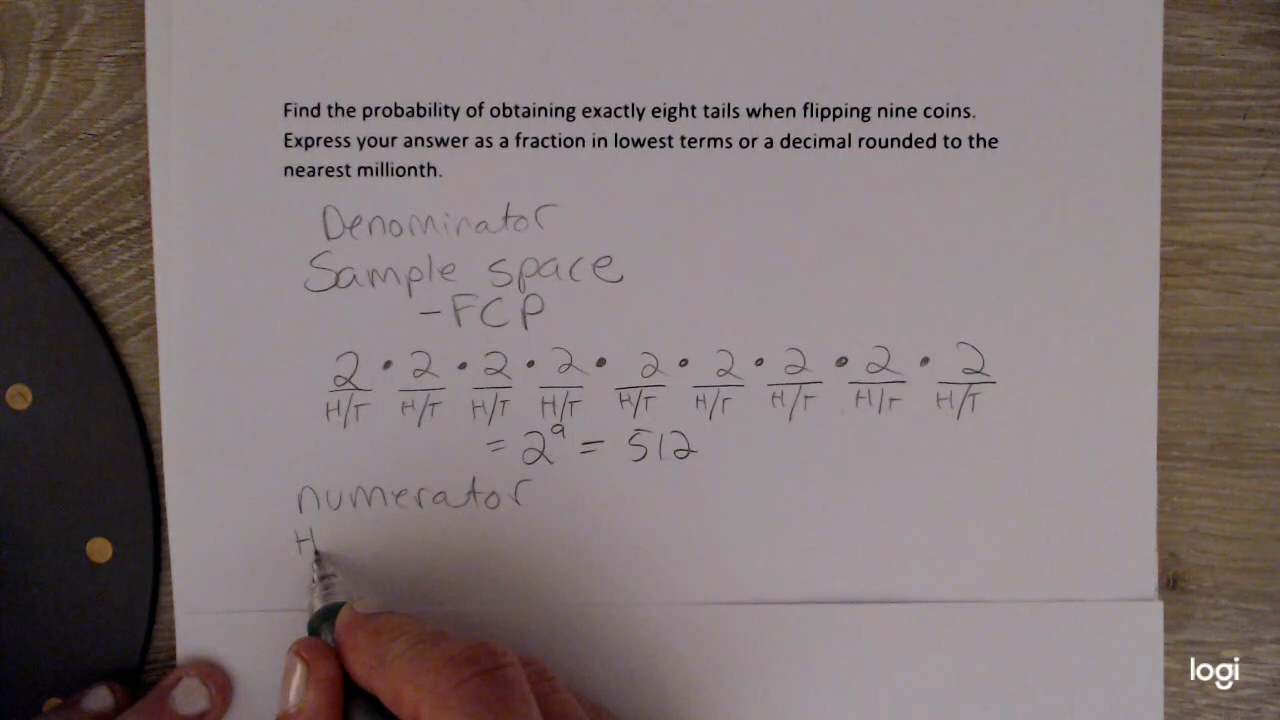 Find the probability of obtaining exactly eight tails when flipping nine coins.
Express your answer as a fraction in lowest terms or a decimal rounded to the
nearest millionth.
Denominator
Sample space
-FCP
2 · 2 · 2 · 2 · 2 · 2 · 2 · 2 · 2
H/T H/T H/T H/T H/T H/T H/T H/T H/T
= 2⁹ = 512
numerator
H
logi